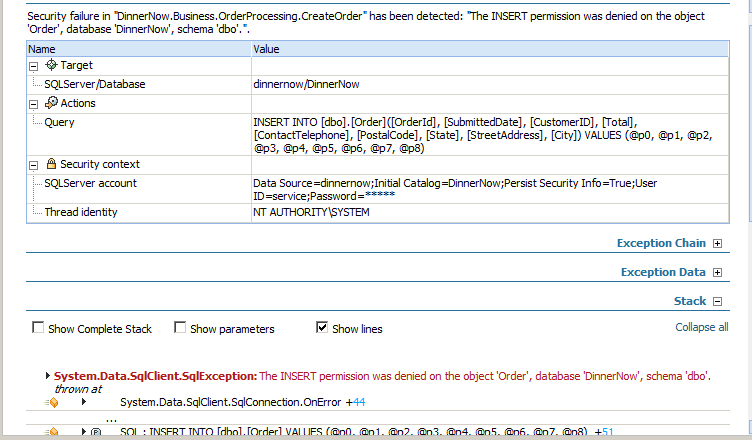 Security failure in "DinnerNow.Business.OrderProcessing.CreateOrder" has been detected: "The INSERT permission was denied on the object
'Order', database 'DinnerNow', schema 'dbo'.".
Name Value
Target
SQLServer/Database dinnernow/DinnerNow
Actions
Query INSERT INTO [dbo].[Order]([OrderId], [SubmittedDate], [CustomerID], [Total],
[ContactTelephone], [PostalCode], [State], [StreetAddress], [City]) VALUES (@p0, @p1, @p2,
@p3, @p4, @p5, @p6, @p7, @p8)
Security context
SQLServer account Data Source=dinnernow;Initial Catalog=DinnerNow;Persist Security Info=True;User
ID=service;Password=*****
Thread identity NT AUTHORITY\SYSTEM
Exception Chain
Exception Data
Stack
Show Complete Stack Show parameters Show lines Collapse all
System.Data.SqlClient.SqlException: The INSERT permission was denied on the object 'Order', database 'DinnerNow', schema 'dbo'.
thrown at
System.Data.SqlClient.SqlConnection.OnError +44
...
SQL : INSERT INTO [dbo].[Order] VALUES (@p0, @p1, @p2, @p3, @p4, @p5, @p6, @p7, @p8) +51